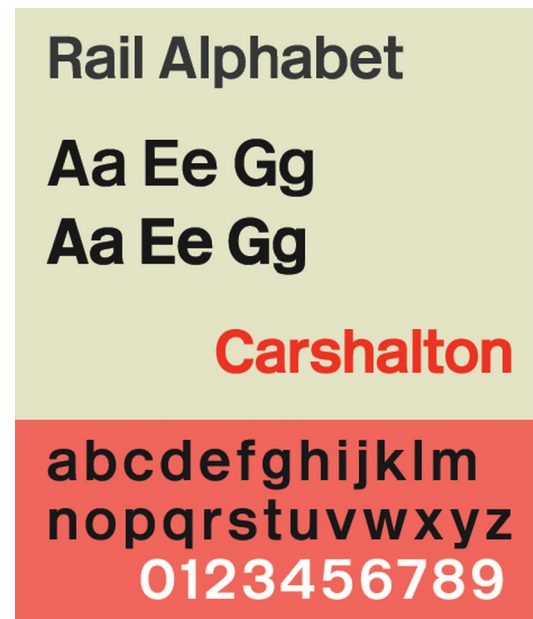 Rail Alphabet
Aa Ee Gg
Aa Ee Gg
Carshalton
abcdefghijklm
nopqrstuvwxyz
0123456789